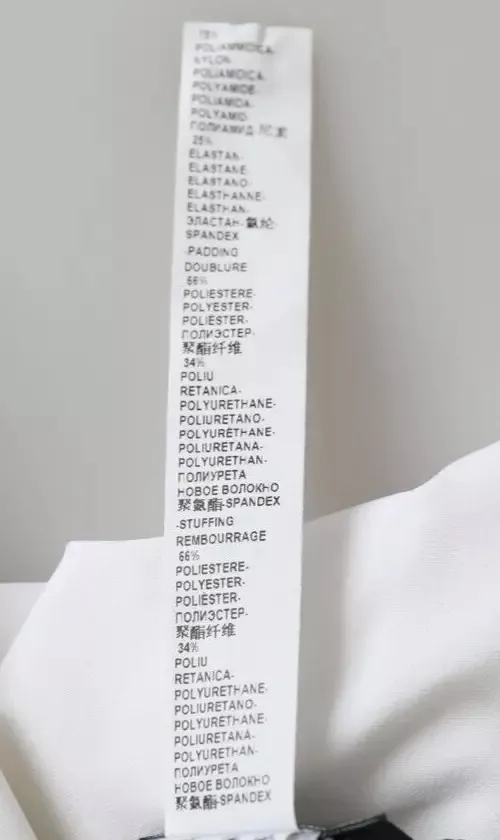 75%
POLIAMMIDICA-
NYLON-
POLIAMIDICA-
POLYAMIDE-
POLIAMIDA-
POLYAMID-
ПОЛИАМИД-
25%
ELASTAN-
ELASTANE-
ELASTANO-
ELASTHANNE-
ELASTHAN-
ЭЛАСТАН-氨纶-
SPANDEX
-PADDING
DOUBLURE
66%
POLIESTERE-
POLYESTER-
POLIÉSTER-
ПОЛИЭСТЕР-
聚酯纤维
34%
POLIU
RETANICA-
POLYURETHANE-
POLIURETANO-
POLYURÉTHANE-
POLIURETANA-
POLYURETHAN-
ПОЛИУРЕТА
НОВОЕ ВОЛОКНО
聚氨酯-SPANDEX
-STUFFING
REMBOURRAGE
66%
POLIESTERE-
POLYESTER-
POLIÉSTER-
ПОЛИЭСТЕР-
聚酯纤维
34%
POLIU
RETANICA-
POLYURETHANE-
POLIURETANO-
POLYURÉTHANE-
POLIURETANA-
POLYURETHAN-
ПОЛИУРЕТА
НОВОЕ ВОЛОКНО
聚氨酯-SPANDEX